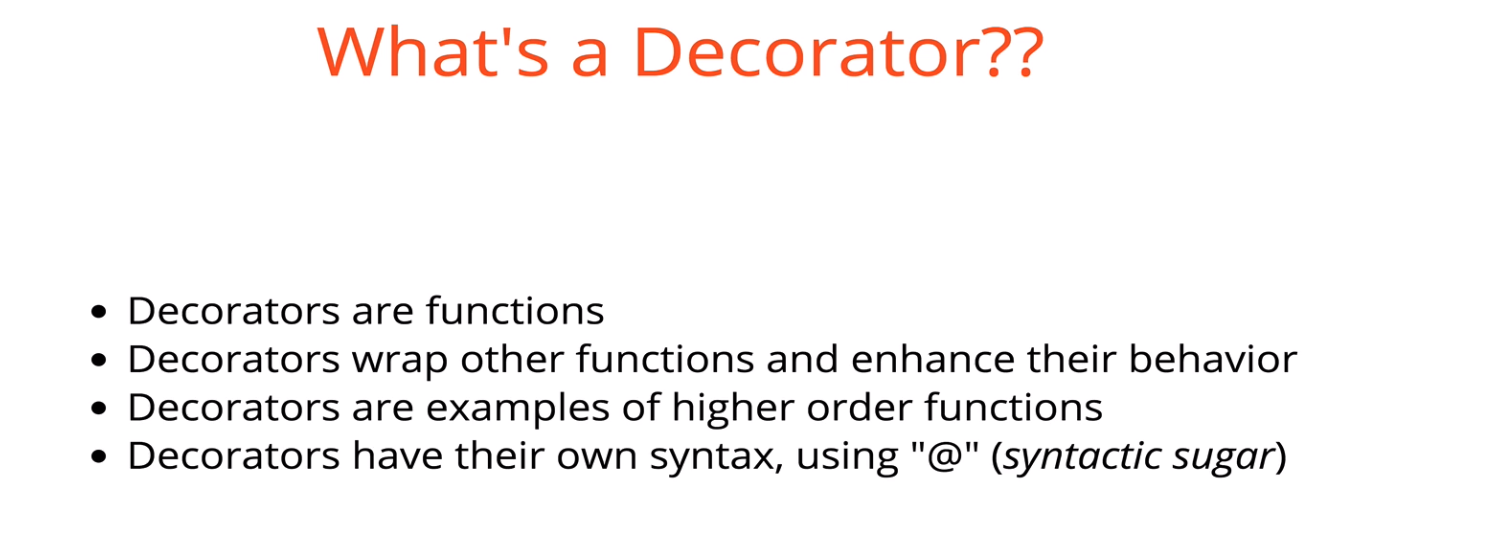 What's a Decorator??
• Decorators are functions
• Decorators wrap other functions and enhance their behavior
• Decorators are examples of higher order functions
• Decorators have their own syntax, using "@" (syntactic sugar)